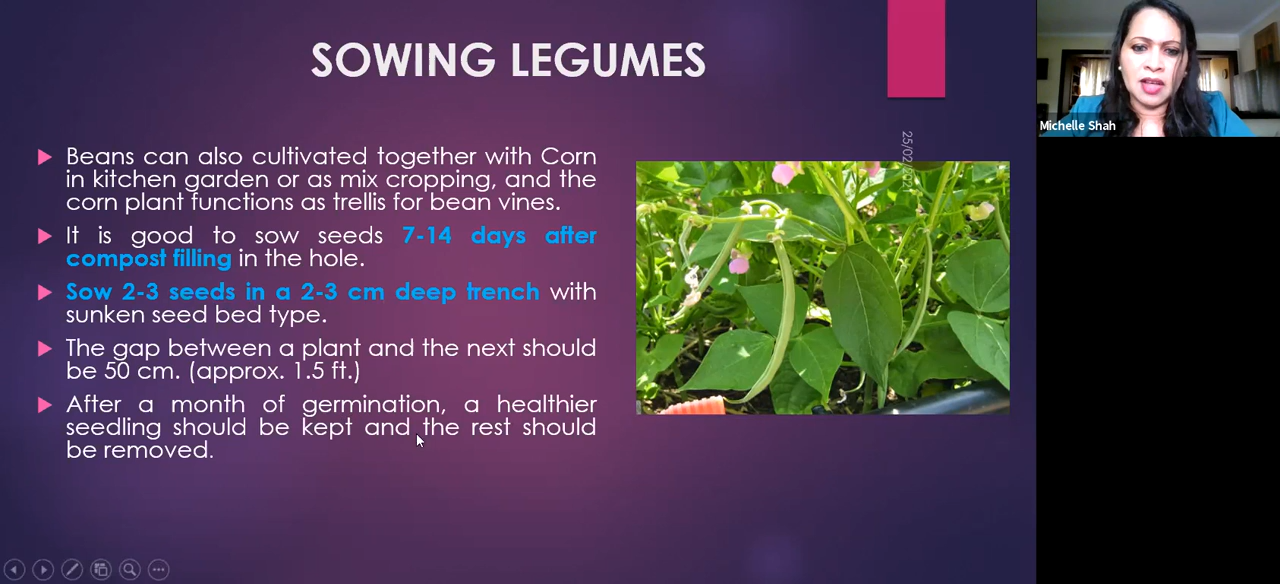 SOWING LEGUMES
Beans can also cultivated together with Corn
in kitchen garden or as mix cropping, and the
corn plant functions as trellis for bean vines.
It is good to sow seeds 7-14 days after
compost filling in the hole.
Sow 2-3 seeds in a 2-3 cm deep trench with
sunken seed bed type.
The gap between a plant and the next should
be 50 cm. (approx. 1.5 ft.)
After a month of germination, a healthier
seedling should be kept and the rest should
be removed.
Michelle Shah